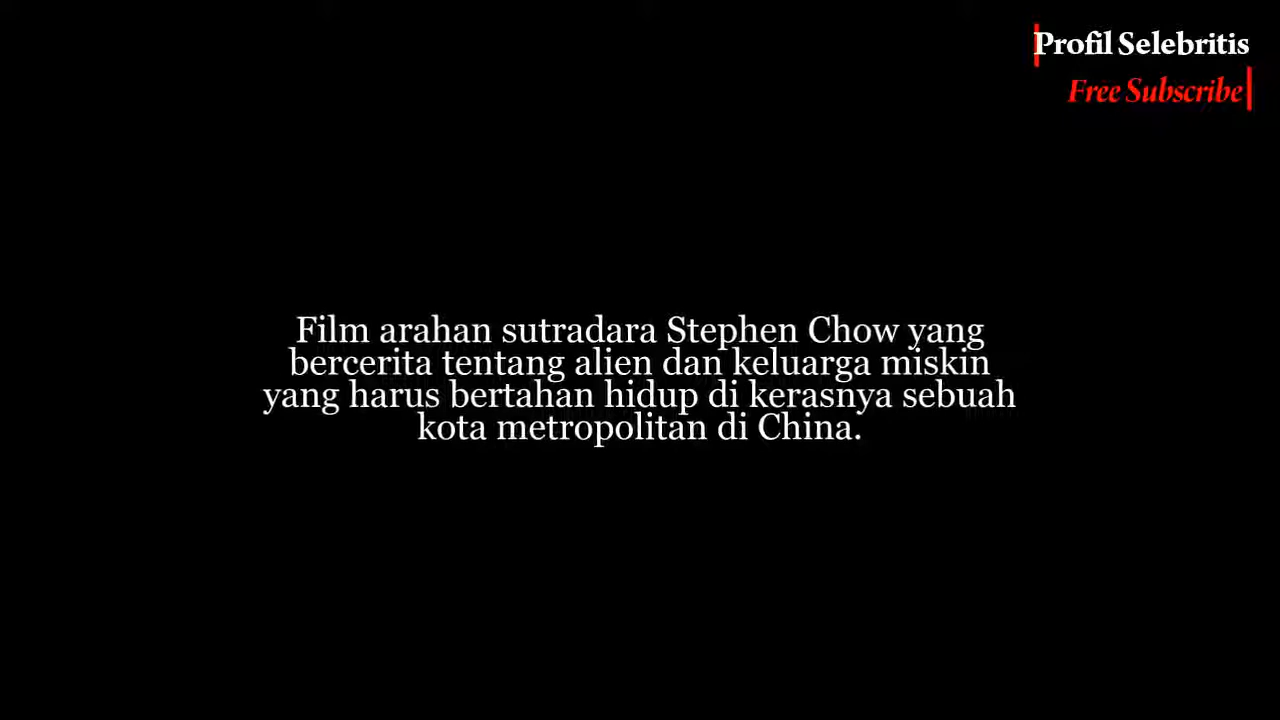 Profil Selebritis
Free Subscribe
Film arahan sutradara Stephen Chow yang
bercerita tentang alien dan keluarga miskin
yang harus bertahan hidup di kerasnya sebuah
kota metropolitan di China.